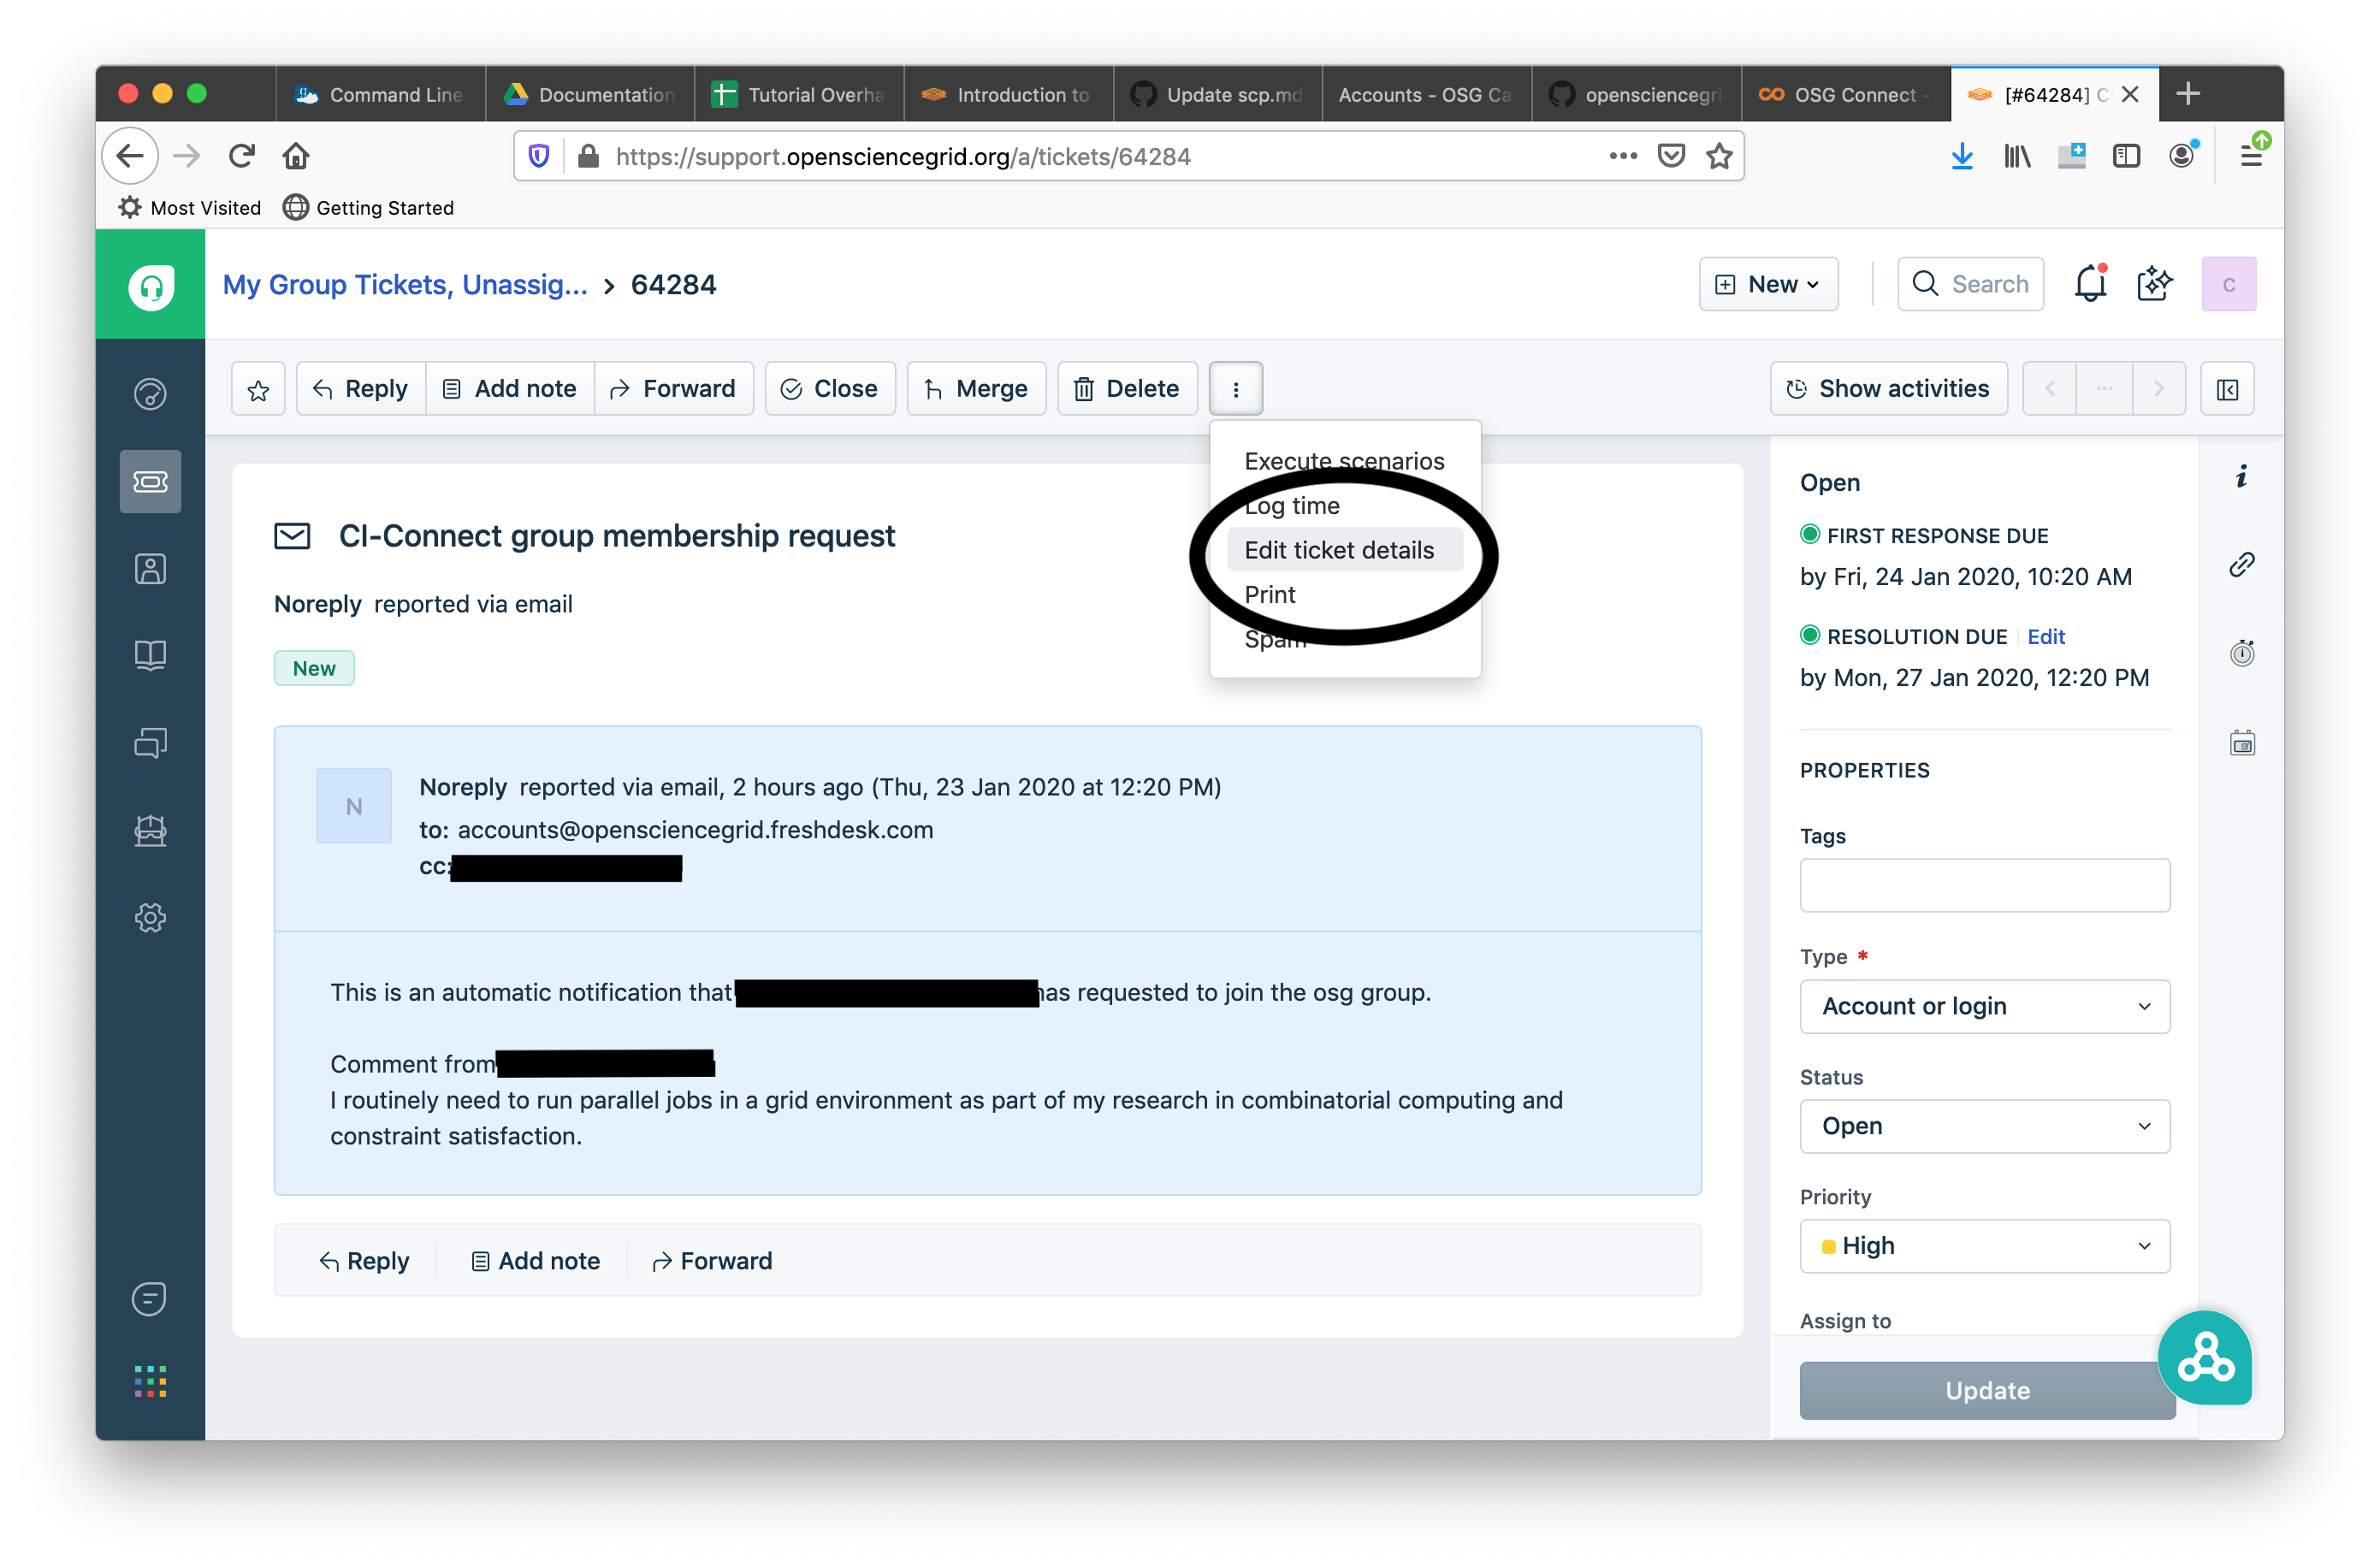 Command Line
Documentation
Tutorial Overha
Introduction to
Update scp.md
Accounts - OSG Ca
opensciencegri
OSG Connect -
[#64284] C
https://support.opensciencegrid.org/a/tickets/64284
Most Visited
Getting Started
My Group Tickets, Unassig... > 64284
New
Search
C
Reply
Add note
Forward
Close
Merge
Delete
Show activities
Execute scenarios
Log time
Edit ticket details
Print
Spam
CI-Connect group membership request
Noreply reported via email
New
N
Noreply reported via email, 2 hours ago (Thu, 23 Jan 2020 at 12:20 PM)
to: accounts@opensciencegrid.freshdesk.com
cc:
This is an automatic notification that has requested to join the osg group.
Comment from
I routinely need to run parallel jobs in a grid environment as part of my research in combinatorial computing and
constraint satisfaction.
Reply
Add note
Forward
Open
FIRST RESPONSE DUE
by Fri, 24 Jan 2020, 10:20 AM
RESOLUTION DUE Edit
by Mon, 27 Jan 2020, 12:20 PM
PROPERTIES
Tags
Type *
Account or login
Status
Open
Priority
High
Assign to
Update